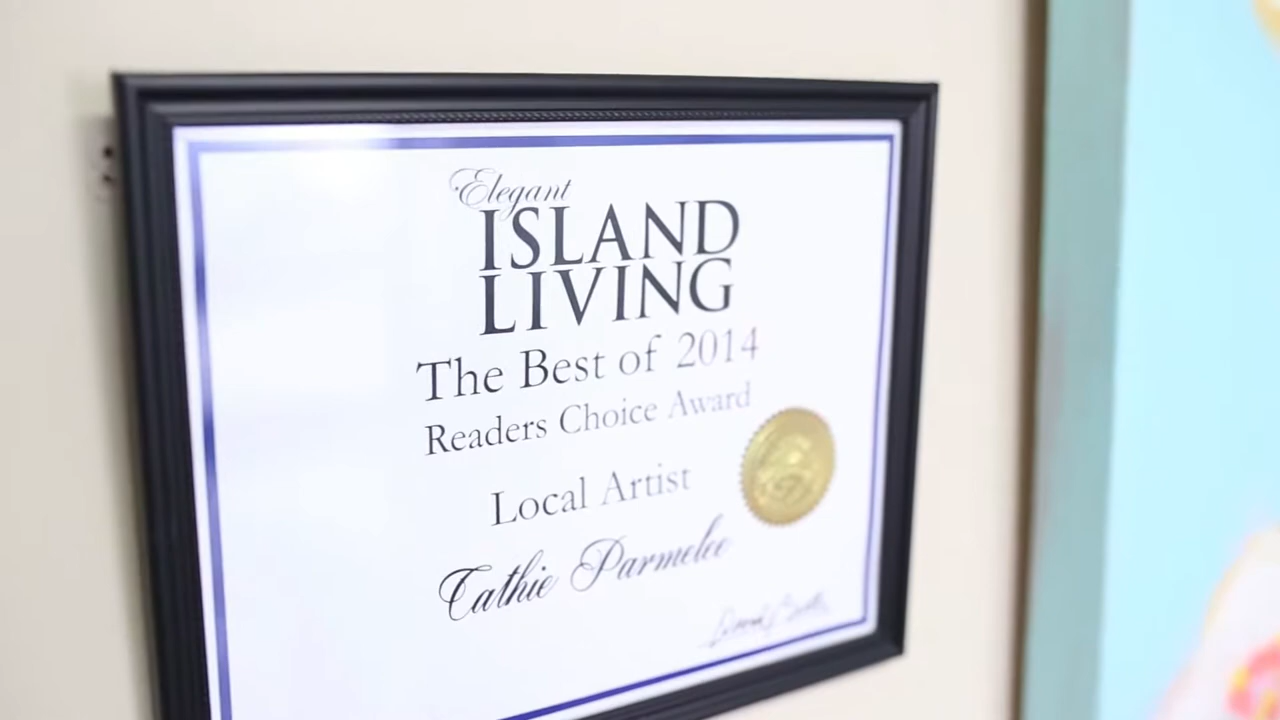 Elegant
ISLAND
LIVING
The Best of 2014
Readers Choice Award
Local Artist
Cathie Parmelee